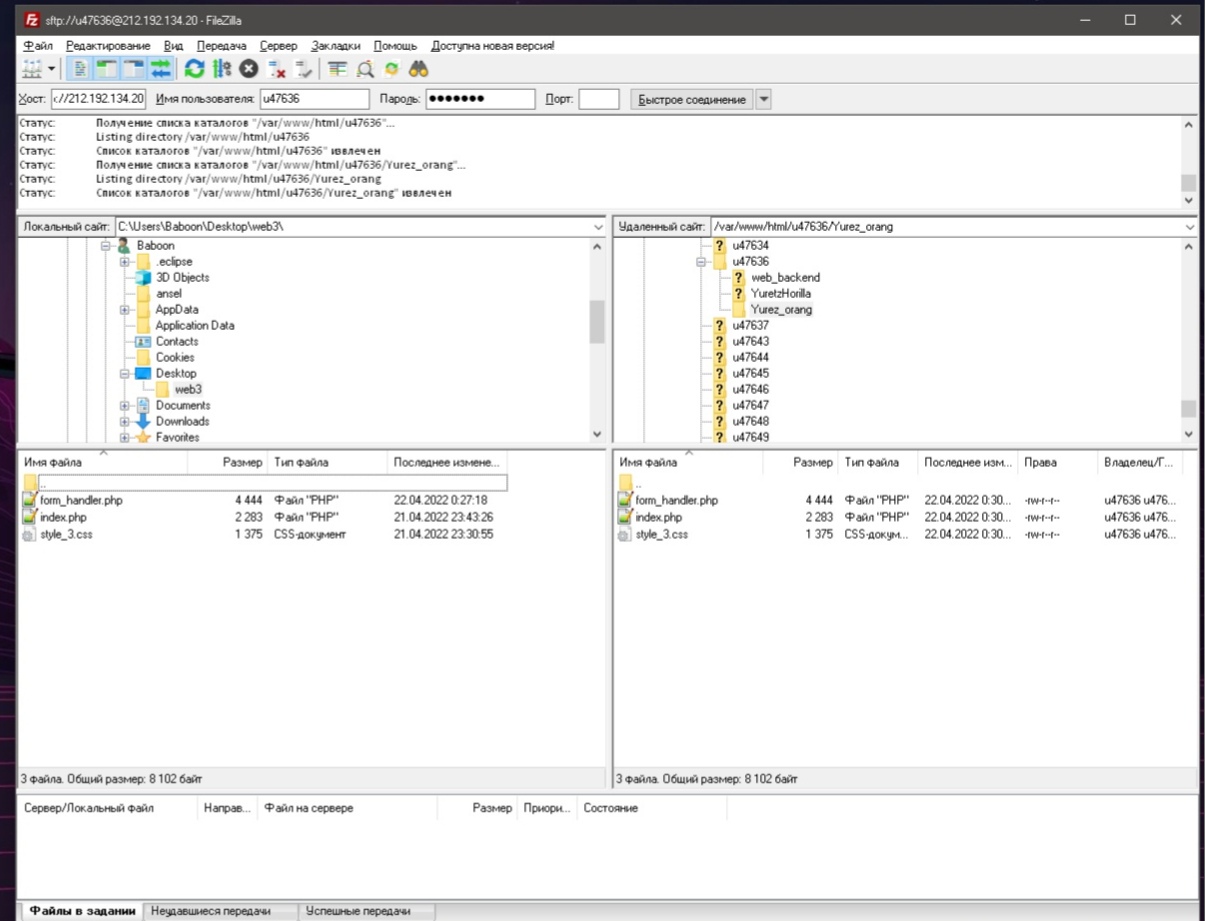 sftp://u47636@212.192.134.20 - FileZilla
Файл Редактирование Вид Передача Сервер Закладки Помощь Доступна новая версия!
Хост: ://212.192.134.20 Имя пользователя: u47636 Пароль: ●●●●●●● Порт: Быстрое соединение
Статус: Получение списка каталогов "/var/www/html/u47636"...
Статус: Listing directory /var/www/html/u47636
Статус: Список каталогов "/var/www/html/u47636" извлечен
Статус: Получение списка каталогов "/var/www/html/u47636/Yurez_orang"...
Статус: Listing directory /var/www/html/u47636/Yurez_orang
Статус: Список каталогов "/var/www/html/u47636/Yurez_orang" извлечен
Локальный сайт: C:\Users\Baboon\Desktop\web3\
Baboon
.eclipse
3D Objects
ansel
AppData
Application Data
Contacts
Cookies
Desktop
web3
Documents
Downloads
Favorites
Удаленный сайт: /var/www/html/u47636/Yurez_orang
u47634
u47636
web_backend
YuretzHorilla
Yurez_orang
u47637
u47643
u47644
u47645
u47646
u47647
u47648
u47649
Имя файла Размер Тип файла Последнее измене...
..
form_handler.php 4 444 Файл "PHP" 22.04.2022 0:27:18
index.php 2 283 Файл "PHP" 21.04.2022 23:43:26
style_3.css 1 375 CSS-документ 21.04.2022 23:30:55
3 файла. Общий размер: 8 102 байт
Имя файла Размер Тип файла Последнее изм... Права Владелец/Г...
..
form_handler.php 4 444 Файл "PHP" 22.04.2022 0:30... -rw-r--r-- u47636 u476...
index.php 2 283 Файл "PHP" 22.04.2022 0:30... -rw-r--r-- u47636 u476...
style_3.css 1 375 CSS-докум... 22.04.2022 0:30... -rw-r--r-- u47636 u476...
3 файла. Общий размер: 8 102 байт
Сервер/Локальный файл Направ... Файл на сервере Размер Приори... Состояние
Файлы в задании Неудавшиеся передачи Успешные передачи